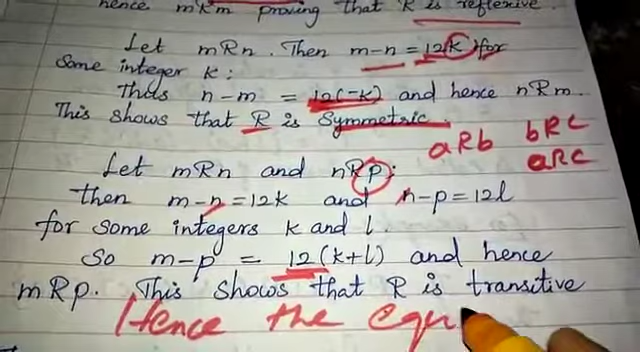 hence mRm proving that R is reflexive.
Let mRn. Then m-n = 12k for
some integer k;
thus n-m = 12(-k) and hence nRm.
This shows that R is Symmetric.
aRb bRc
aRc
Let mRn and nRp;
then m-n = 12k and n-p = 12l
for some integers k and l.
So m-p = 12(k+l) and hence
mRp. This shows that R is transitive
Hence the equ